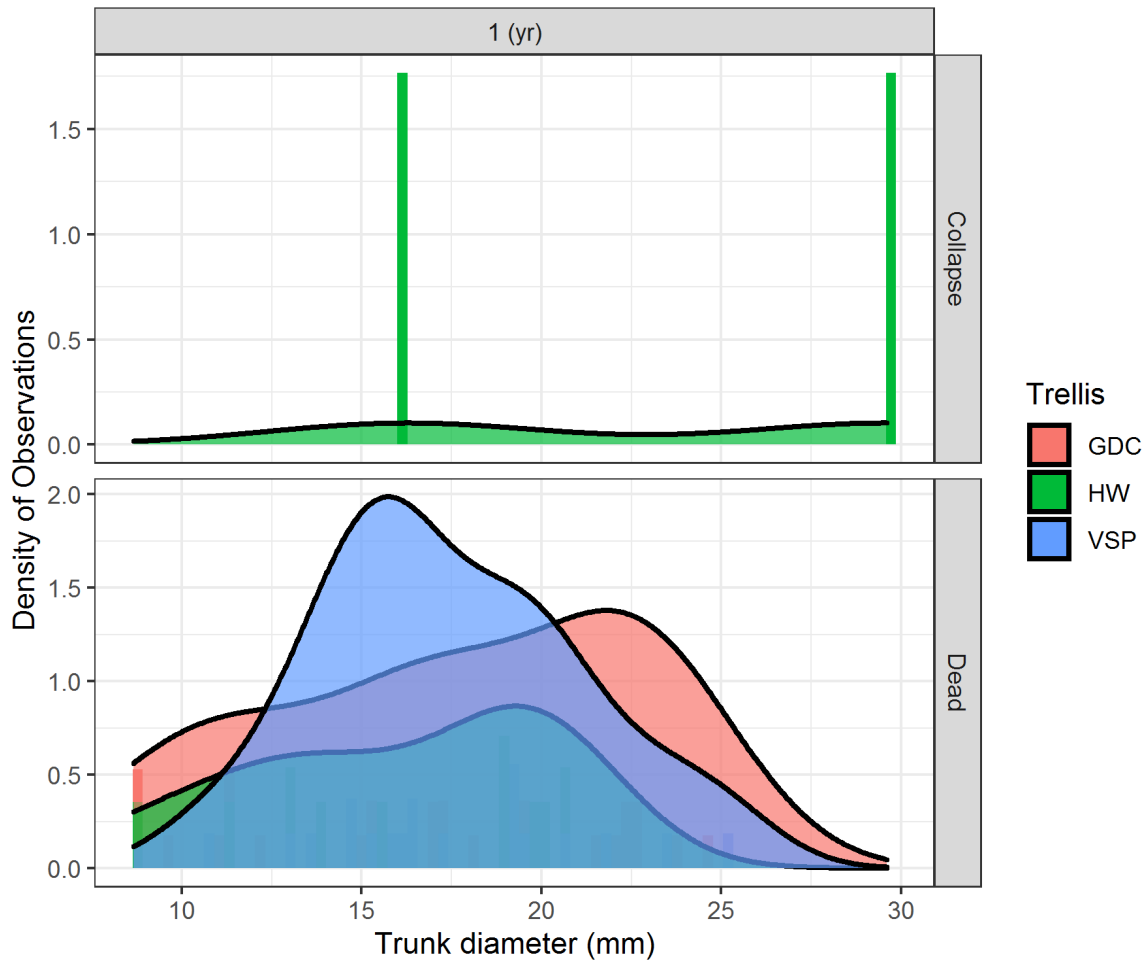 1 (yr)
1.5
1.0
0.5
0.0
Collapse
2.0
1.5
1.0
0.5
0.0
Dead
10 15 20 25 30
Trunk diameter (mm)
Density of Observations
Trellis
GDC
HW
VSP